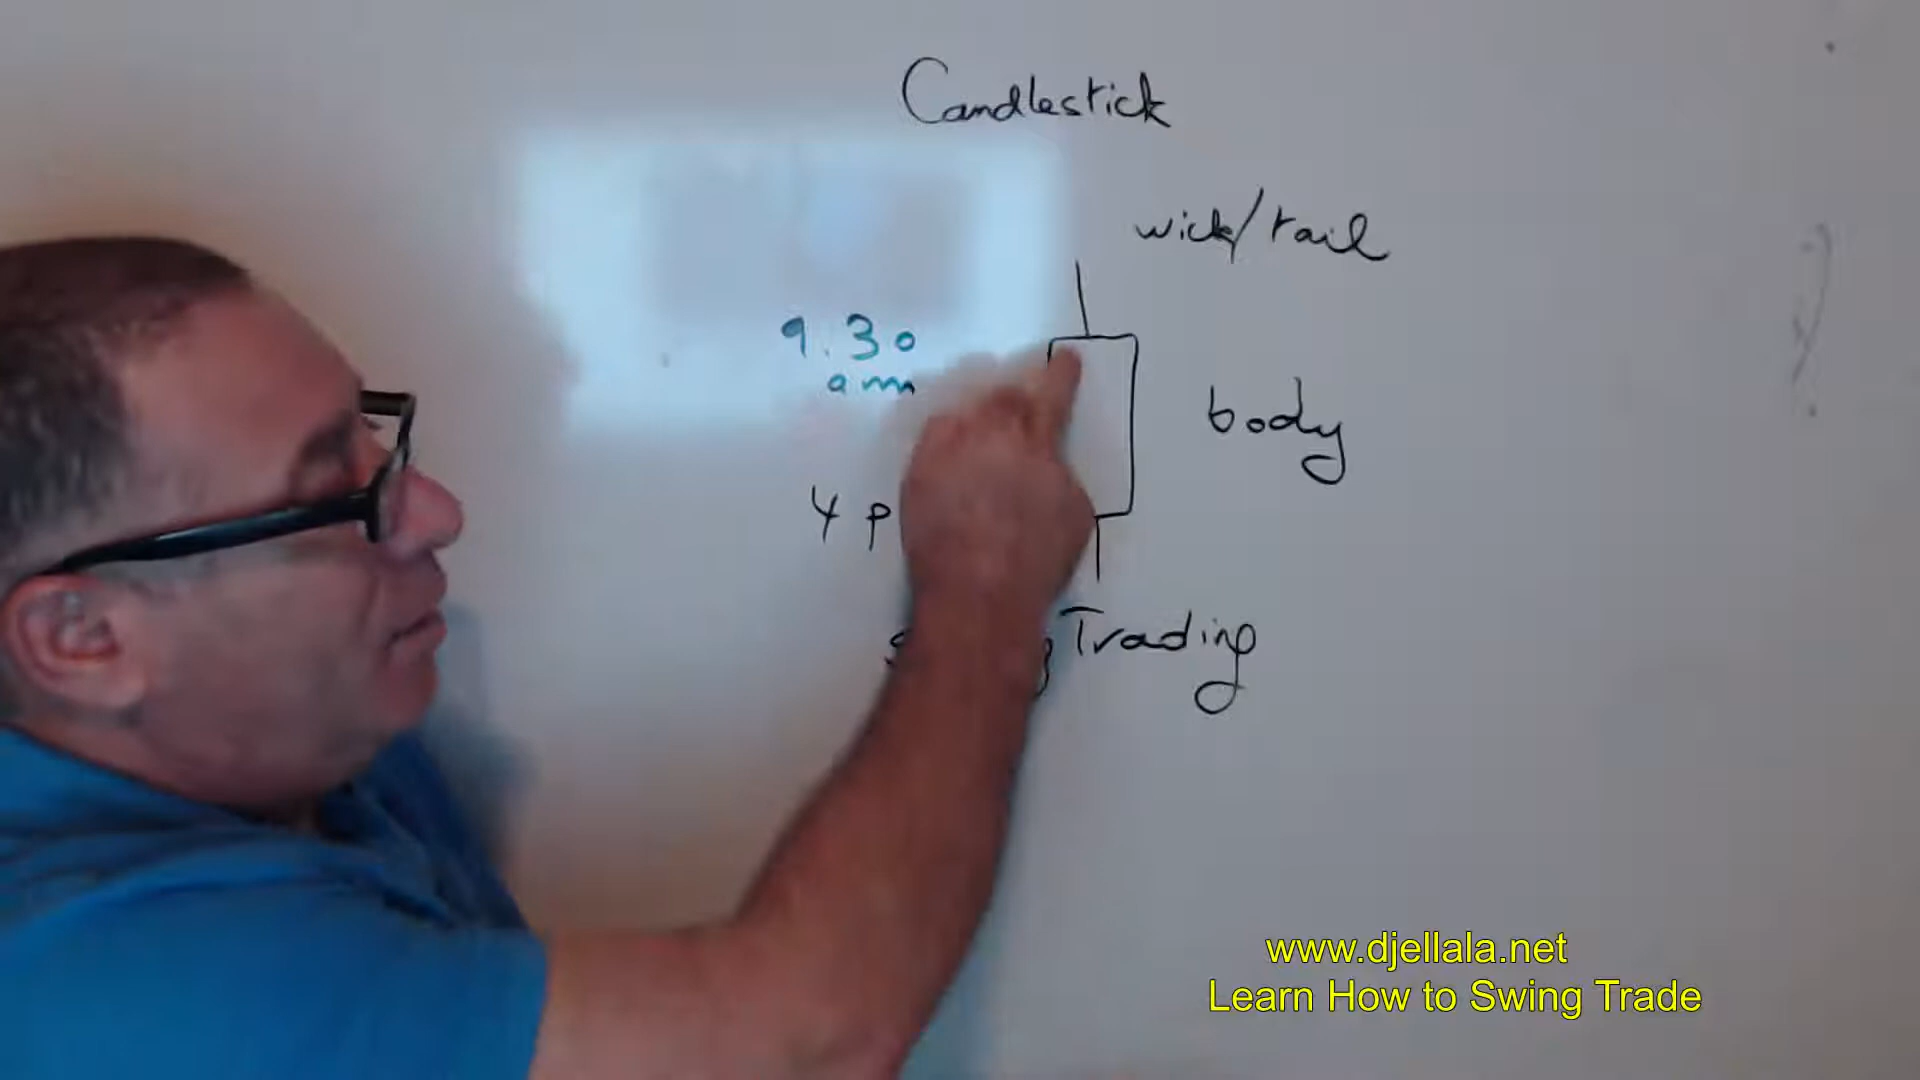 Candlestick
wick/tail
9.30
am
body
4 p
Trading
www.djellala.net
Learn How to Swing Trade